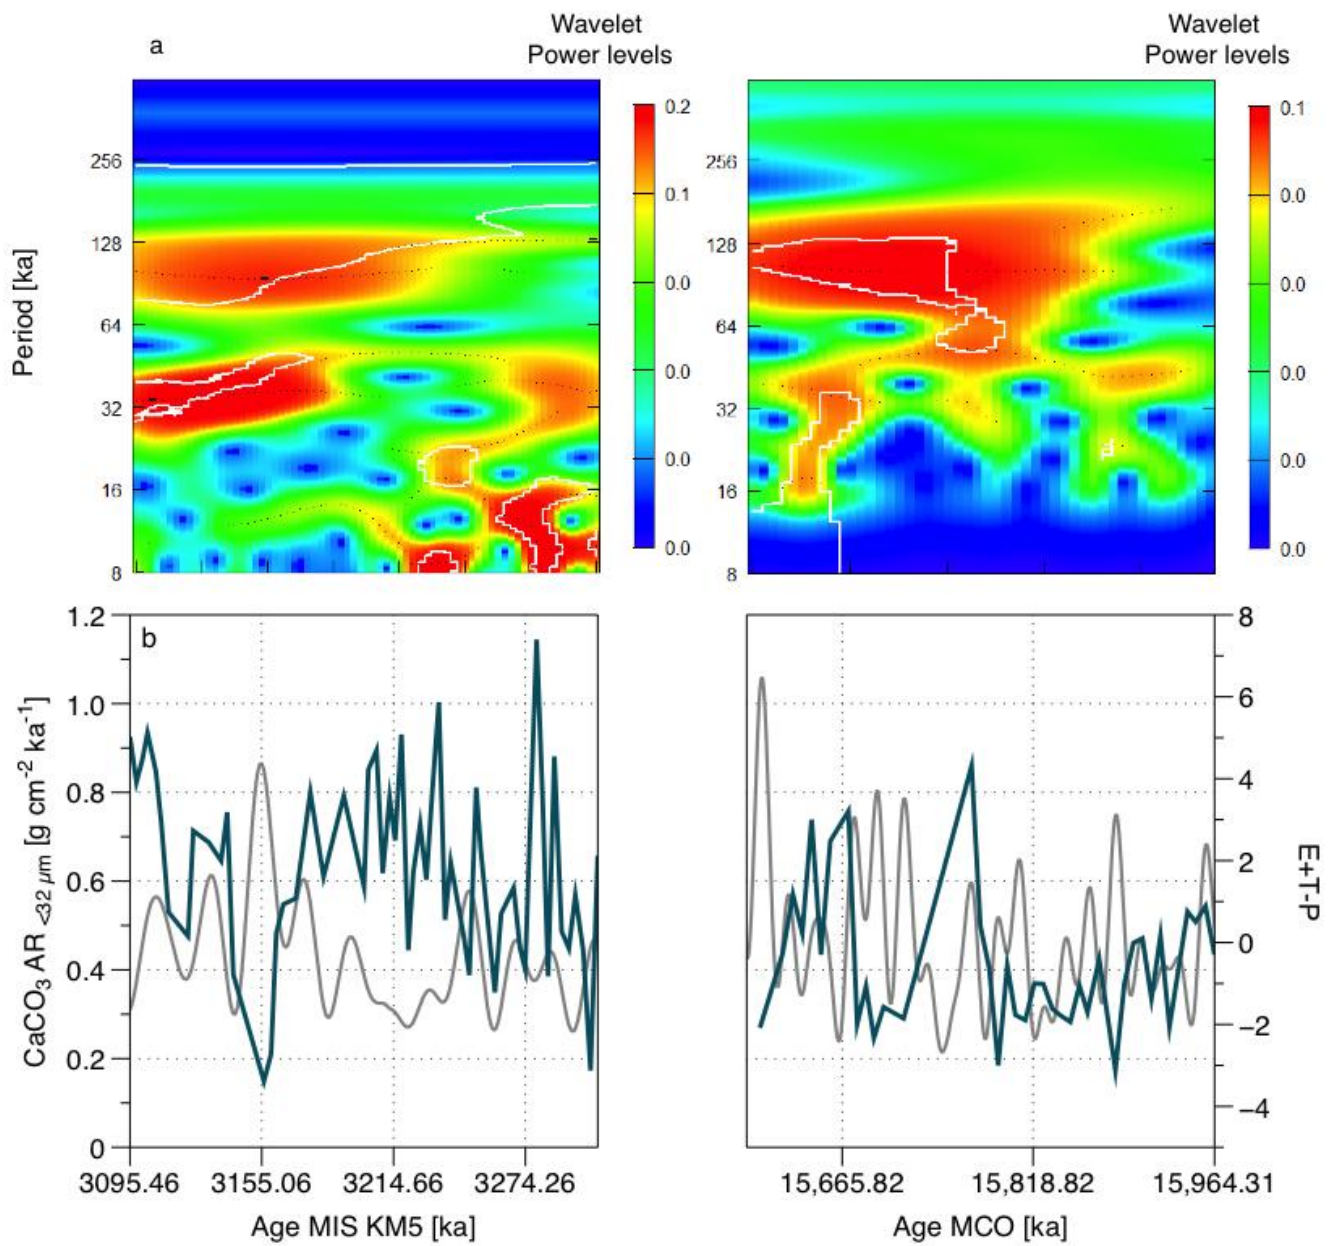 Wavelet
Power levels
Wavelet
Power levels
a
0.2
0.1
0.0
0.0
0.0
0.0
0.1
0.0
0.0
0.0
0.0
0.0
Period [ka]
256
128
64
32
16
8
256
128
64
32
16
8
b
CaCO3 AR <32 µm [g cm-2 ka-1]
1.2
1.0
0.8
0.6
0.4
0.2
0
8
6
4
2
0
−2
−4
E+T-P
3095.46 3155.06 3214.66 3274.26
15,665.82 15,818.82 15,964.31
Age MIS KM5 [ka]
Age MCO [ka]